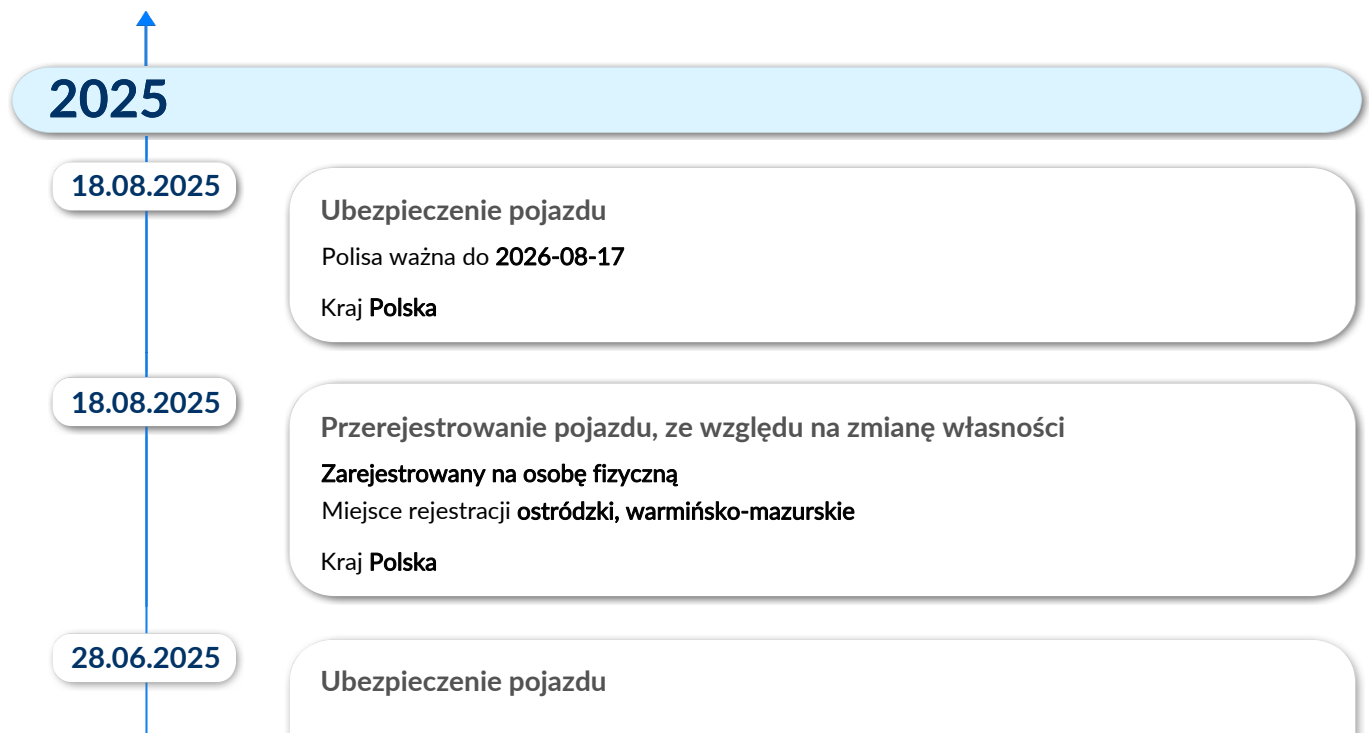 2025
18.08.2025
Ubezpieczenie pojazdu
Polisa ważna do 2026-08-17
Kraj Polska
18.08.2025
Przerejestrowanie pojazdu, ze względu na zmianę własności
Zarejestrowany na osobę fizyczną
Miejsce rejestracji ostródzki, warmińsko-mazurskie
Kraj Polska
28.06.2025
Ubezpieczenie pojazdu